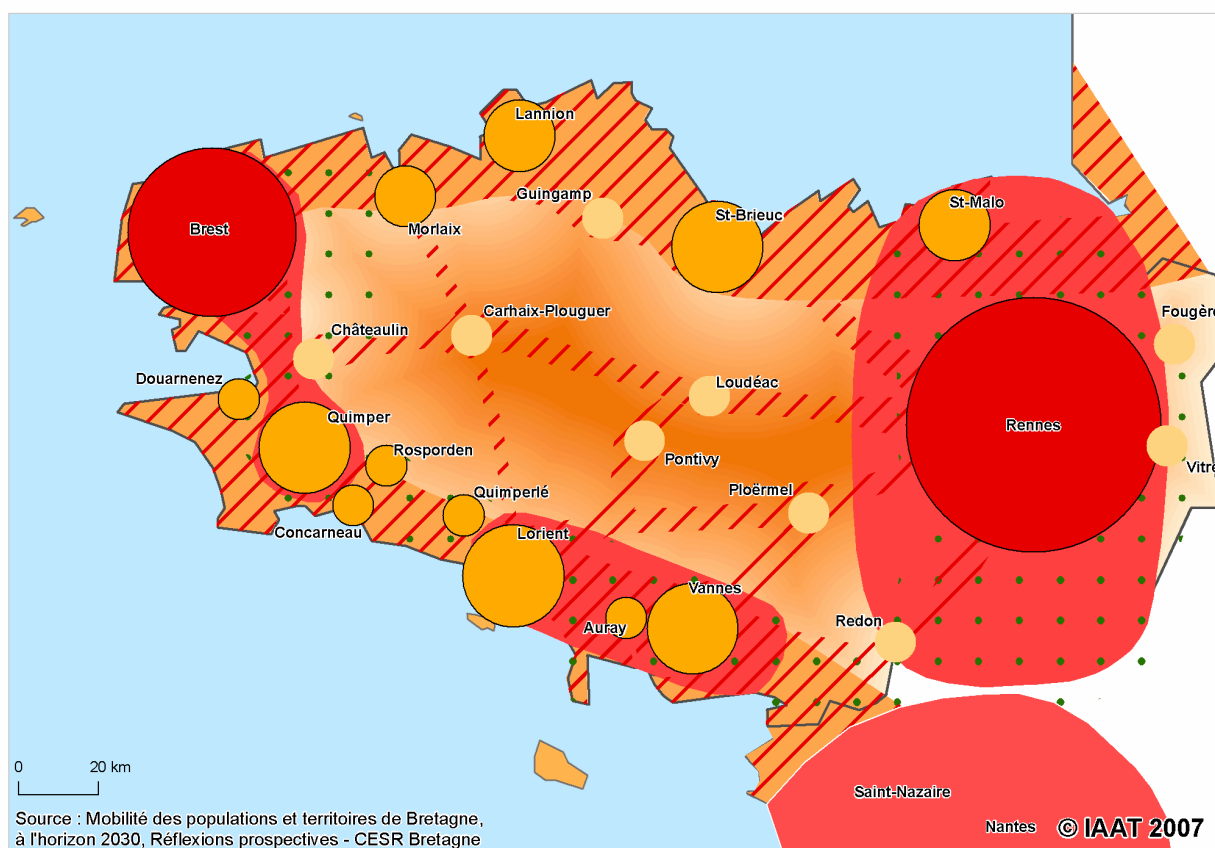 Lannion
Guingamp
St-Malo
St-Brieuc
Brest
Morlaix
Carhaix-Plouguer
Fougère
Châteaulin
Douarnenez
Loudéac
Quimper
Rennes
Rosporden
Pontivy
Vitré
Quimperlé
Ploërmel
Concarneau
Lorient
Vannes
Auray
Redon
0 20 km
Saint-Nazaire
Source : Mobilité des populations et territoires de Bretagne,
à l'horizon 2030, Réflexions prospectives - CESR Bretagne
Nantes
© IAAT 2007